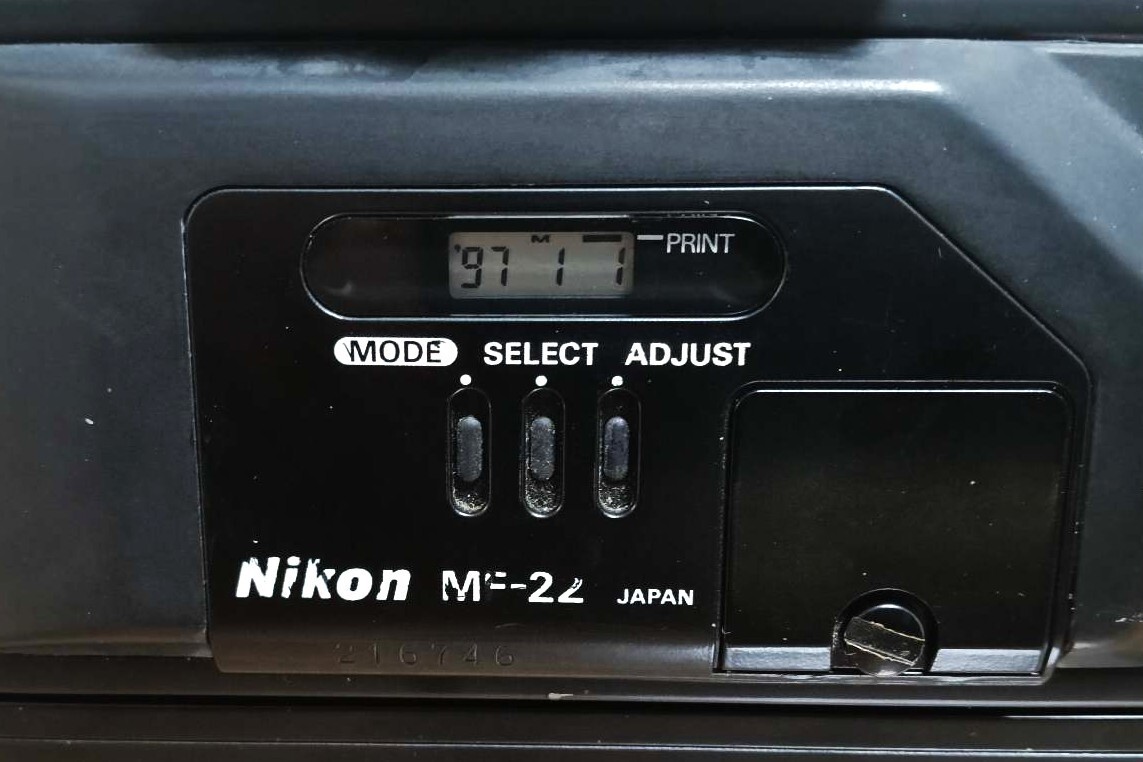 '97 M 1 1 PRINT
MODE SELECT ADJUST
Nikon MF-22 JAPAN
216746